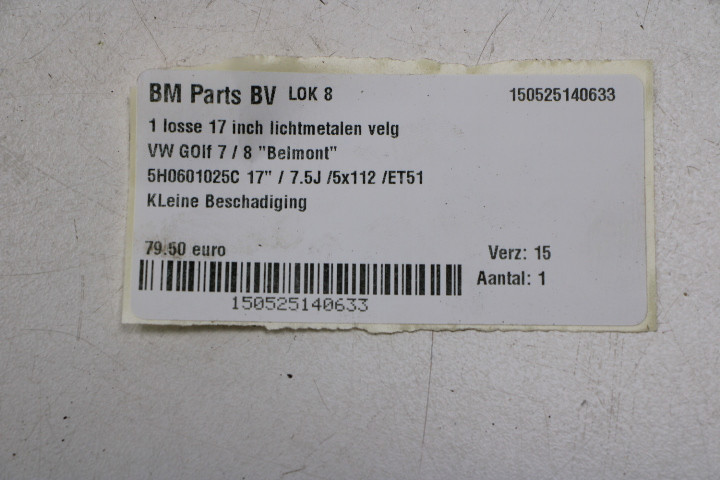 BM Parts BV LOK 8 150525140633
1 losse 17 inch lichtmetalen velg
VW GOlf 7 / 8 "Belmont"
5H0601025C 17" / 7.5J /5x112 /ET51
KLeine Beschadiging
79.50 euro Verz: 15
Aantal: 1
150525140633